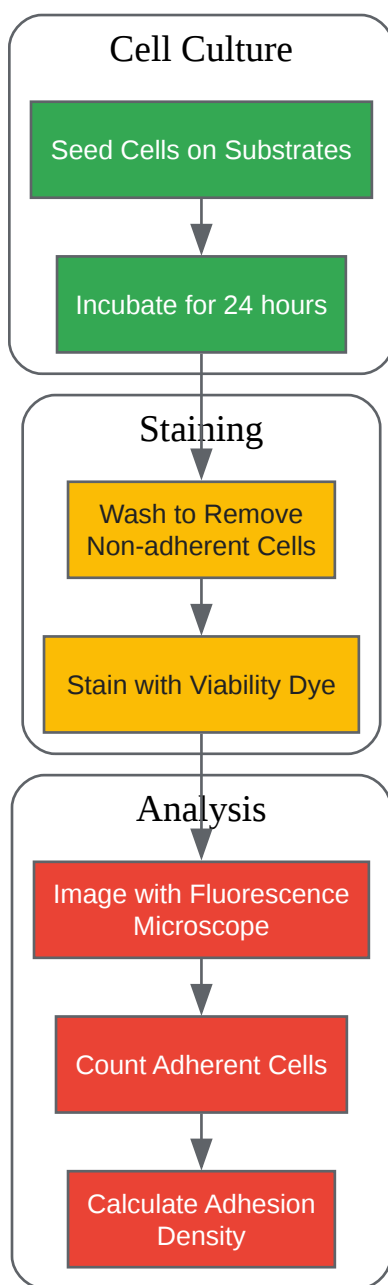 Cell Culture
Seed Cells on Substrates
Incubate for 24 hours
Staining
Wash to Remove
Non-adherent Cells
Stain with Viability Dye
Analysis
Image with Fluorescence
Microscope
Count Adherent Cells
Calculate Adhesion
Density